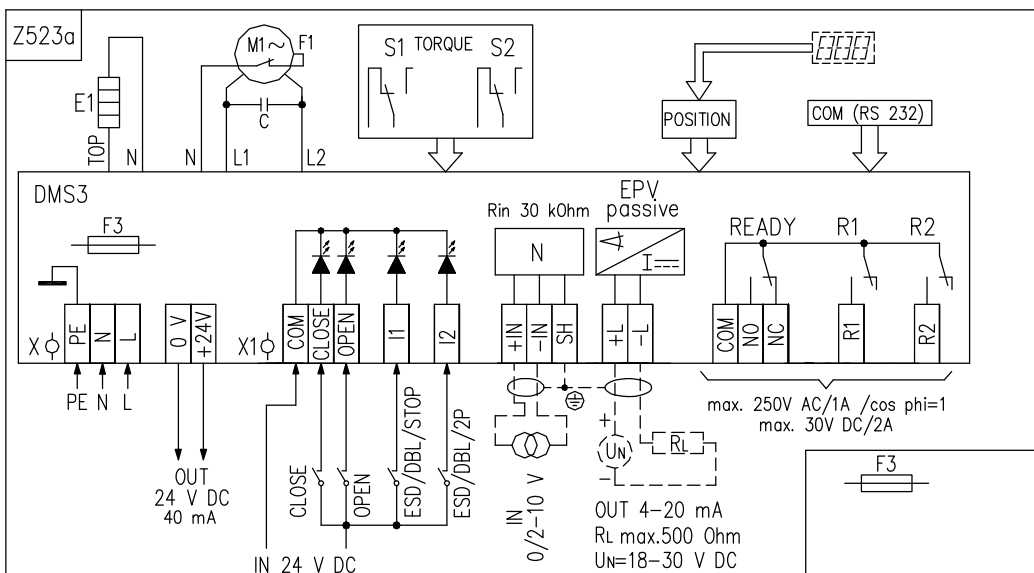 Z523a
E1
TOP
N
M1~
F1
C
N
L1
L2
S1 TORQUE S2
POSITION
COM (RS 232)
DMS3
F3
EPV
passive
Rin 30 kOhm
N
I
READY
R1
R2
X
PE
N
L
0 V
+24V
X1
COM
CLOSE
OPEN
I1
I2
+IN
-IN
SH
+L
-L
COM
NO
NC
R1
R2
PE N L
OUT
24 V DC
40 mA
CLOSE
OPEN
ESD/DBL/STOP
ESD/DBL/2P
IN 24 V DC
IN
0/2-10 V
+
UN
-
RL
OUT 4-20 mA
RL max.500 Ohm
UN=18-30 V DC
max. 250V AC/1A /cos phi=1
max. 30V DC/2A
F3